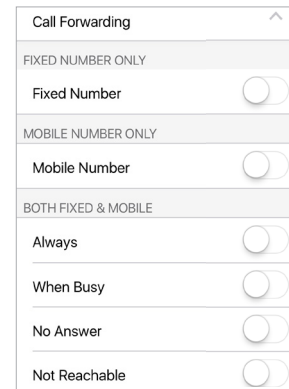 Call Forwarding
FIXED NUMBER ONLY
Fixed Number
MOBILE NUMBER ONLY
Mobile Number
BOTH FIXED & MOBILE
Always
When Busy
No Answer
Not Reachable